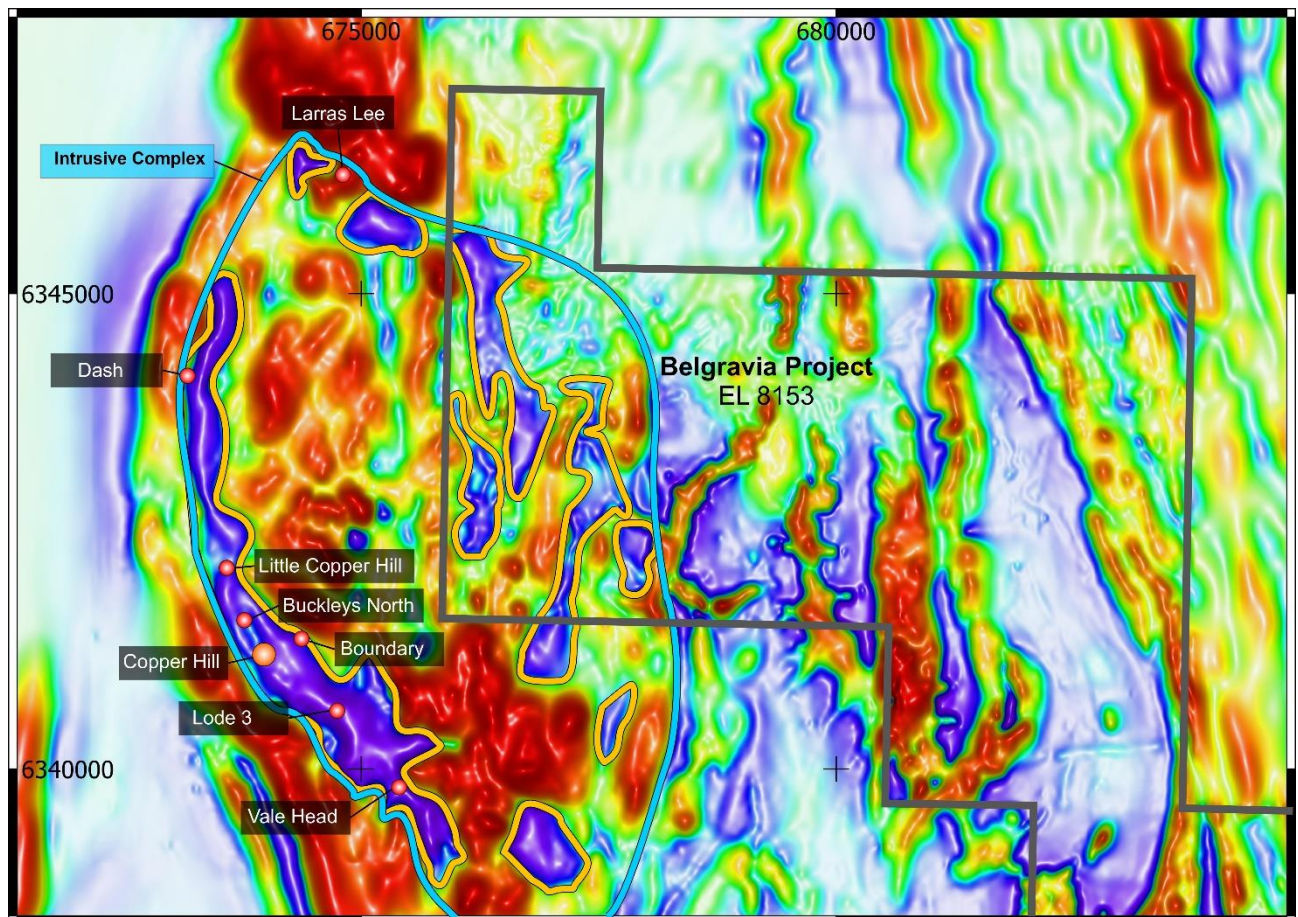 675000
680000
Larras Lee
Intrusive Complex
6345000
Belgravia Project
EL 8153
Dash
Little Copper Hill
Buckleys North
Boundary
Copper Hill
Lode 3
6340000
Vale Head